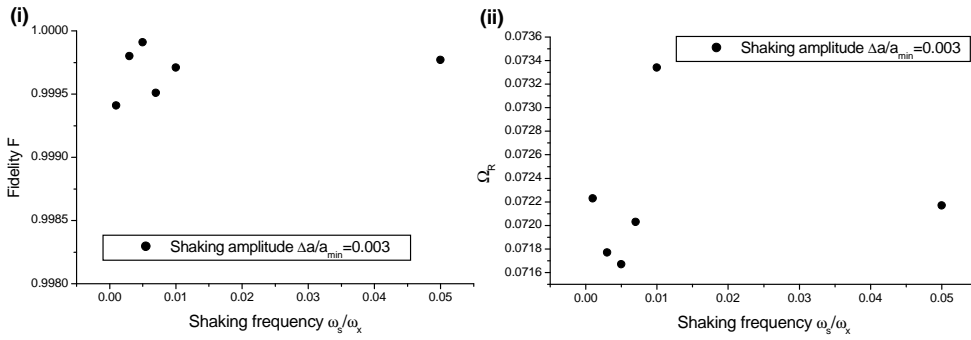 (i)
1.0000
0.9995
0.9990
0.9985
0.9980
Fidelity F
Shaking amplitude Δa/a_min=0.003
0.00 0.01 0.02 0.03 0.04 0.05
Shaking frequency ω_s/ω_x
(ii)
0.0736
0.0734
0.0732
0.0730
0.0728
0.0726
0.0724
0.0722
0.0720
0.0718
0.0716
Ω_R
Shaking amplitude Δa/a_min=0.003
0.00 0.01 0.02 0.03 0.04 0.05
Shaking frequency ω_s/ω_x